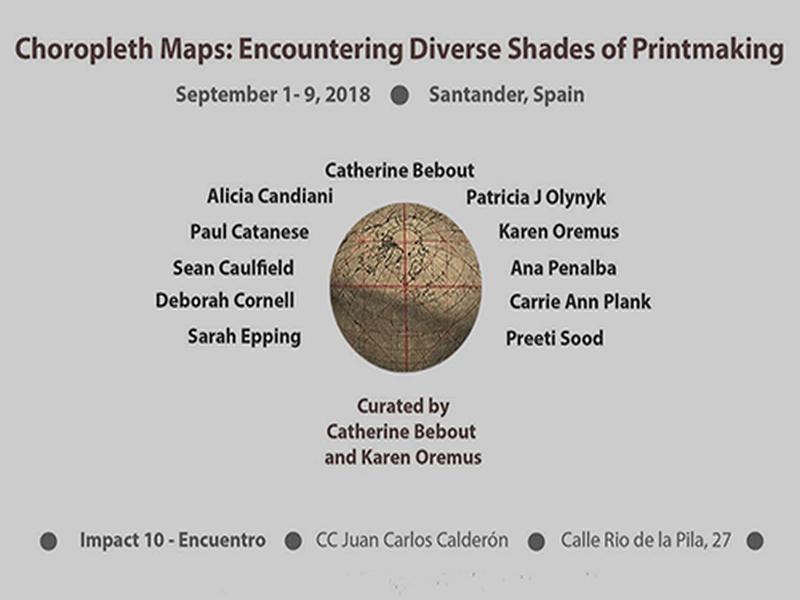 Choropleth Maps: Encountering Diverse Shades of Printmaking
September 1- 9, 2018 ● Santander, Spain
Catherine Bebout
Alicia Candiani
Patricia J Olynyk
Paul Catanese
Karen Oremus
Sean Caulfield
Ana Penalba
Deborah Cornell
Carrie Ann Plank
Sarah Epping
Preeti Sood
Curated by
Catherine Bebout
and Karen Oremus
● Impact 10 - Encuentro ● CC Juan Carlos Calderón ● Calle Rio de la Pila, 27 ●